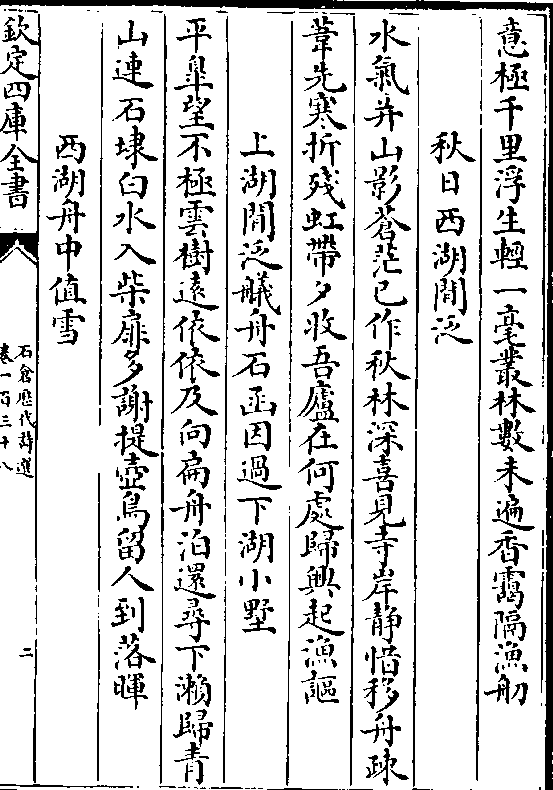 意極千里浮生輕一毫叢林數未遍香靄隔漁舠
秋日西湖閒泛
水氣并山影蒼茫已作秋林深喜見寺岸静惜移舟疎
葦先寒折殘虹帶夕收吾廬在何處歸興起漁謳
上湖閒泛艤舟石函因過下湖小墅
平臯望不極雲樹逺依依及向扁舟泊還尋下瀨歸青
山連石埭白水入柴扉多謝提壺鳥留人到落暉
西湖舟中值雪
欽定四庫全書
石倉歷代詩選
卷一百三十八
二